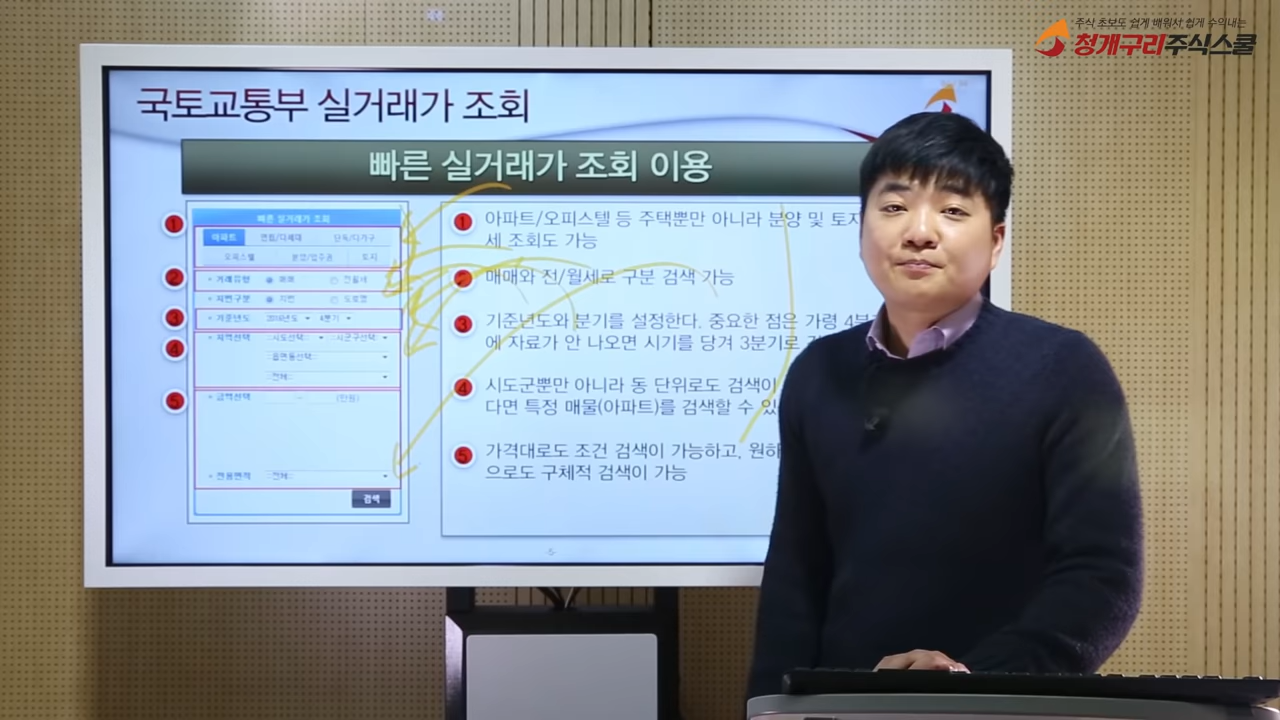 주식 초보도 쉽게 배워서 쉽게 수익내는
청개구리주식스쿨
국토교통부 실거래가 조회
빠른 실거래가 조회 이용
빠른 실거래가 조회
아파트 연립/다세대 단독/다가구
오피스텔 분양/입주권 토지
거래유형 매매 전월세
지번구분 지번 도로명
기준년도 2016년도 4분기
지역선택 ::시도선택:: ::시군구선택::
::읍면동선택::
::전체::
금액선택 ~ (만원)
전용면적 ::전체::
검색
1
2
3
4
5
1 아파트/오피스텔 등 주택뿐만 아니라 분양 및 토지
세 조회도 가능
2 매매와 전/월세로 구분 검색 가능
3 기준년도와 분기를 설정한다. 중요한 점은 가령
에 자료가 안 나오면 시기를 당겨 3분기로
4 시도군뿐만 아니라 동 단위로도 검색이
다면 특정 매물(아파트)를 검색할 수
5 가격대로도 조건 검색이 가능하고,
으로도 구체적 검색이 가능